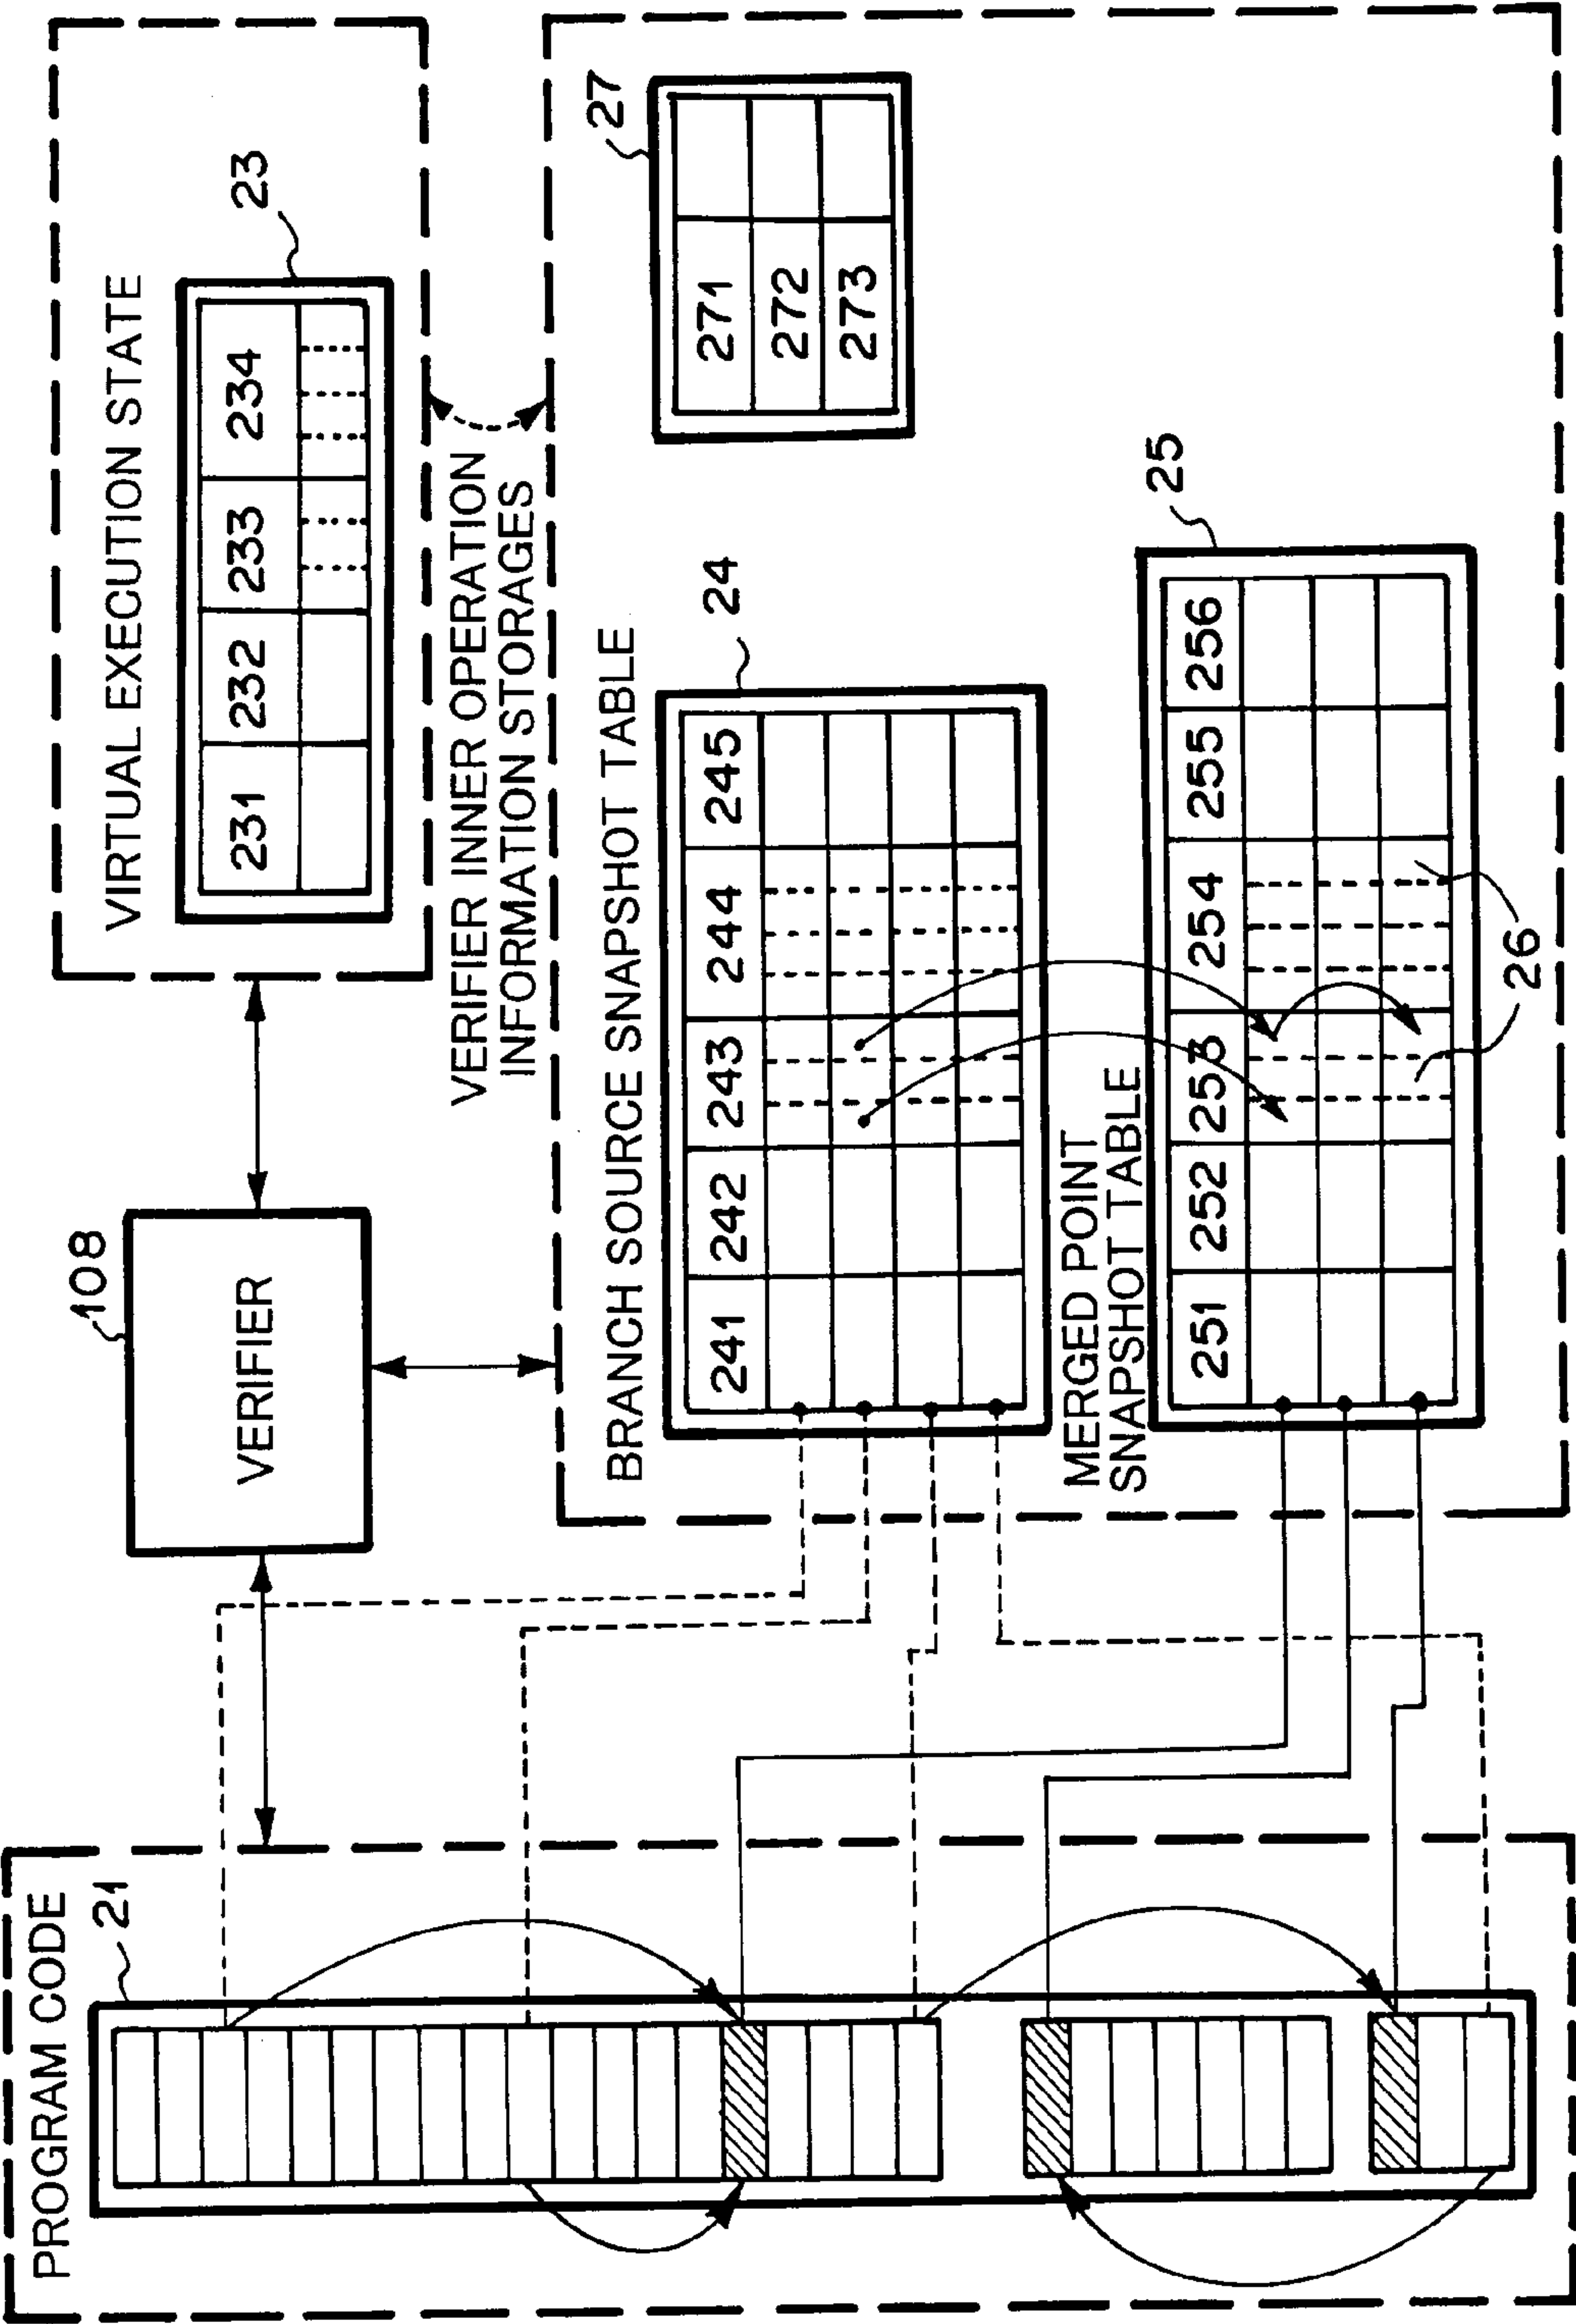 PROGRAM CODE
21
108
VERIFIER
VIRTUAL EXECUTION STATE
23
231 232 233 234
VERIFIER INNER OPERATION
INFORMATION STORAGES
BRANCH SOURCE SNAPSHOT TABLE
24
241 242 243 244 245
27
271
272
273
MERGED POINT
SNAPSHOT TABLE
25
251 252 253 254 255 256
26